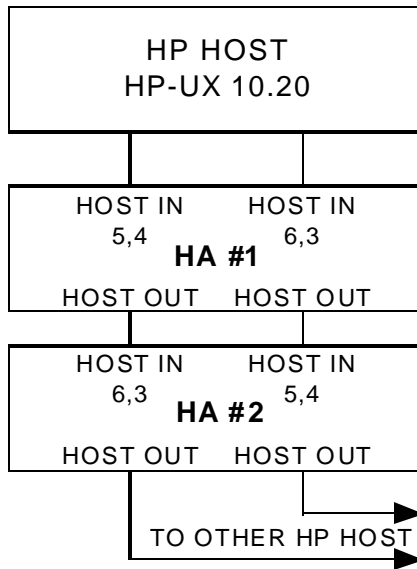 HP HOST
HP-UX 10.20
HOST IN HOST IN
5,4 6,3
HA #1
HOST OUT HOST OUT
HOST IN HOST IN
6,3 5,4
HA #2
HOST OUT HOST OUT
TO OTHER HP HOST